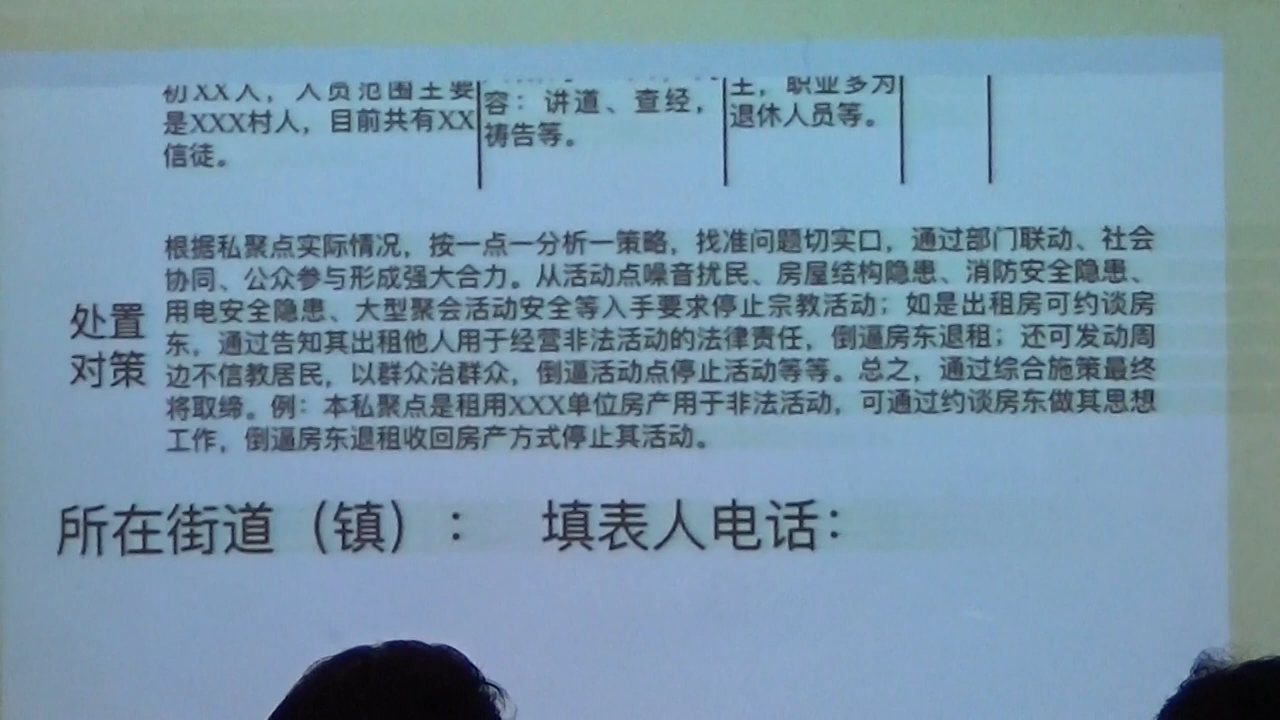 初XX人，人员范围主要
是XXX村人，目前共有XX
信徒。
容：讲道、查经，
祷告等。
主，职业多为
退休人员等。
处置
对策
根据私聚点实际情况，按一点一分析一策略，找准问题切实口，通过部门联动、社会
协同、公众参与形成强大合力。从活动点噪音扰民、房屋结构隐患、消防安全隐患、
用电安全隐患、大型聚会活动安全等入手要求停止宗教活动；如是出租房可约谈房
东，通过告知其出租他人用于经营非法活动的法律责任，倒逼房东退租；还可发动周
边不信教居民，以群众治群众，倒逼活动点停止活动等等。总之，通过综合施策最终
将取缔。例：本私聚点是租用XXX单位房产用于非法活动，可通过约谈房东做其思想
工作，倒逼房东退租收回房产方式停止其活动。
所在街道（镇）： 填表人电话：